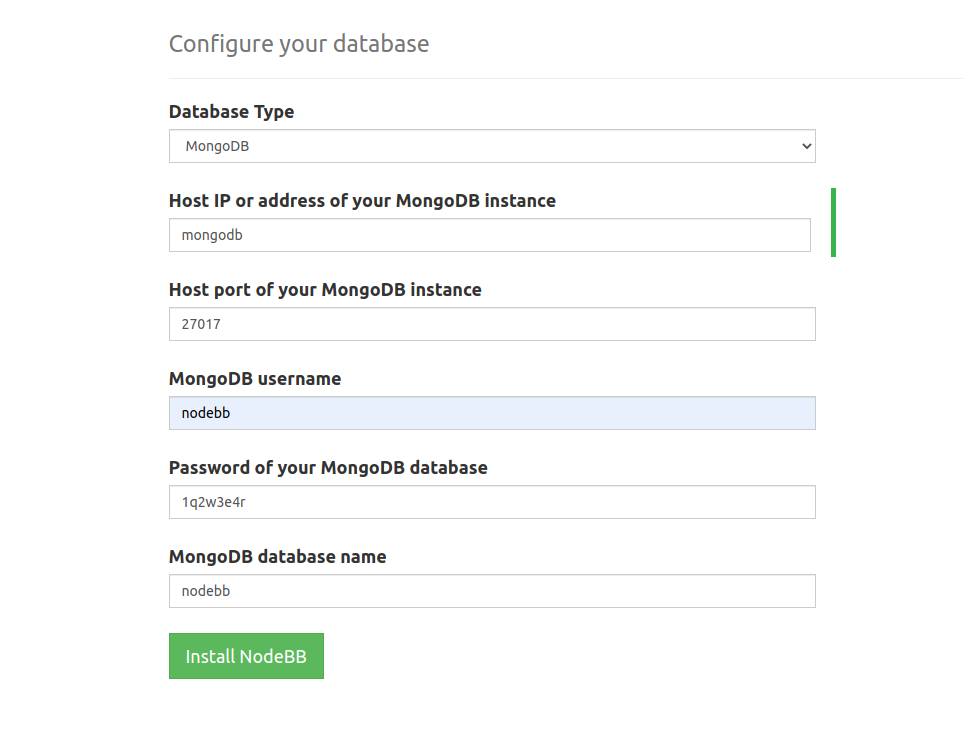 Configure your database
Database Type
MongoDB
Host IP or address of your MongoDB instance
mongodb
Host port of your MongoDB instance
27017
MongoDB username
nodebb
Password of your MongoDB database
1q2w3e4r
MongoDB database name
nodebb
Install NodeBB